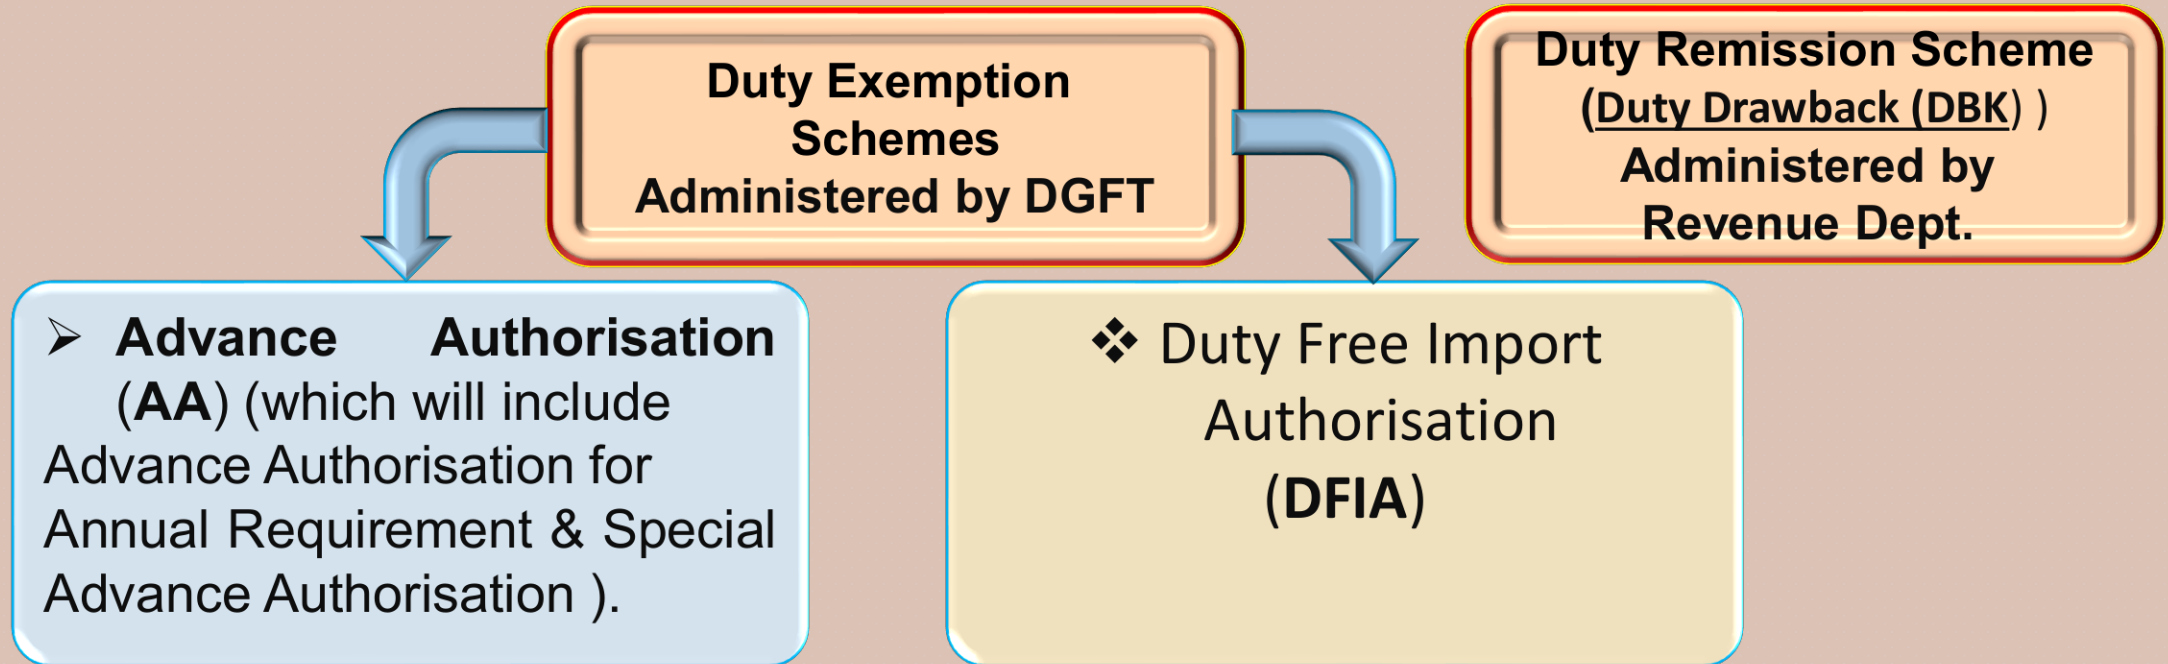 Duty Exemption
Schemes
Administered by DGFT
Duty Remission Scheme
(Duty Drawback (DBK) )
Administered by
Revenue Dept.
➢ Advance Authorisation
(AA) (which will include
Advance Authorisation for
Annual Requirement & Special
Advance Authorisation ).
❖ Duty Free Import
Authorisation
(DFIA)